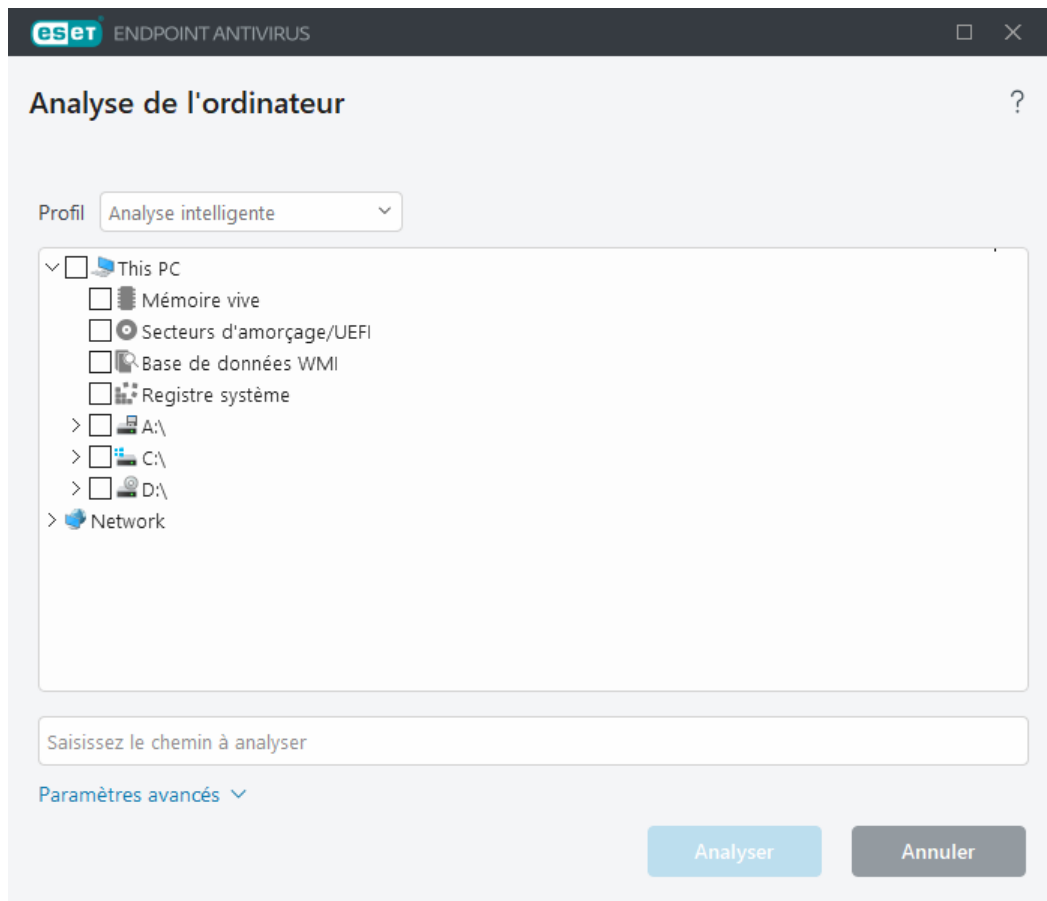 eseT ENDPOINT ANTIVIRUS
Analyse de l'ordinateur
?
Profil Analyse intelligente
This PC
Mémoire vive
Secteurs d'amorçage/UEFI
Base de données WMI
Registre système
A:\
C:\
D:\
Network
Saisissez le chemin à analyser
Paramètres avancés
Analyser Annuler